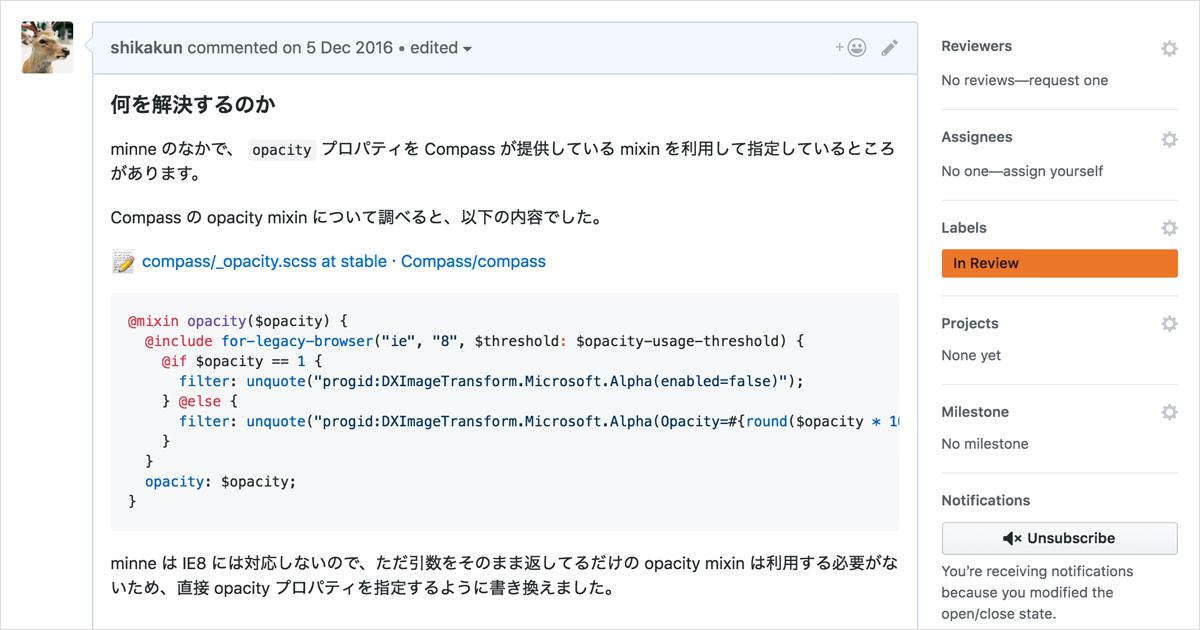 shikakun commented on 5 Dec 2016 • edited
何を解決するのか
minne のなかで、 opacity プロパティを Compass が提供している mixin を利用して指定しているところ
があります。
Compass の opacity mixin について調べると、以下の内容でした。
compass/_opacity.scss at stable · Compass/compass
@mixin opacity($opacity) {
  @include for-legacy-browser("ie", "8", $threshold: $opacity-usage-threshold) {
    @if $opacity == 1 {
      filter: unquote("progid:DXImageTransform.Microsoft.Alpha(enabled=false)");
    } @else {
      filter: unquote("progid:DXImageTransform.Microsoft.Alpha(Opacity=#{round($opacity * 10
    }
  }
  opacity: $opacity;
}
minne は IE8 には対応しないので、ただ引数をそのまま返してるだけの opacity mixin は利用する必要がな
いため、直接 opacity プロパティを指定するように書き換えました。
Reviewers
No reviews—request one
Assignees
No one—assign yourself
Labels
In Review
Projects
None yet
Milestone
No milestone
Notifications
Unsubscribe
You're receiving notifications
because you modified the
open/close state.